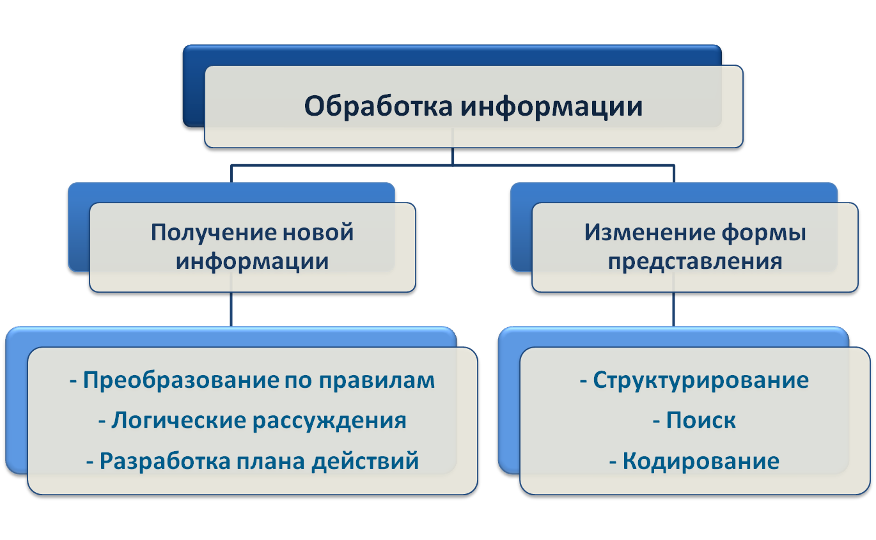 Обработка информации
Получение новой
информации
Изменение формы
представления
- Преобразование по правилам
- Логические рассуждения
- Разработка плана действий
- Структурирование
- Поиск
- Кодирование